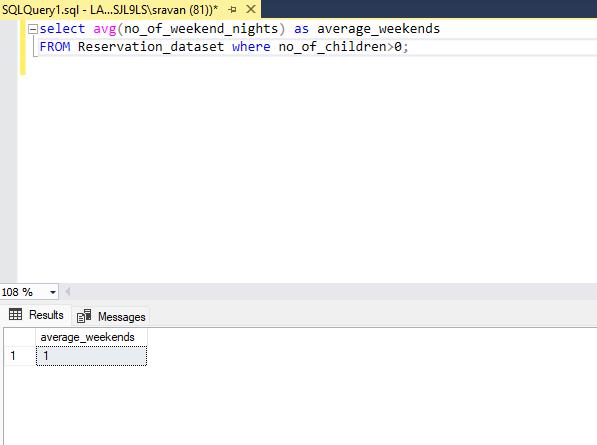 SQLQuery1.sql - LA...SJL9LS\sravan (81))*
select avg(no_of_weekend_nights) as average_weekends
FROM Reservation_dataset where no_of_children>0;
108 %
Results Messages
average_weekends
1 1